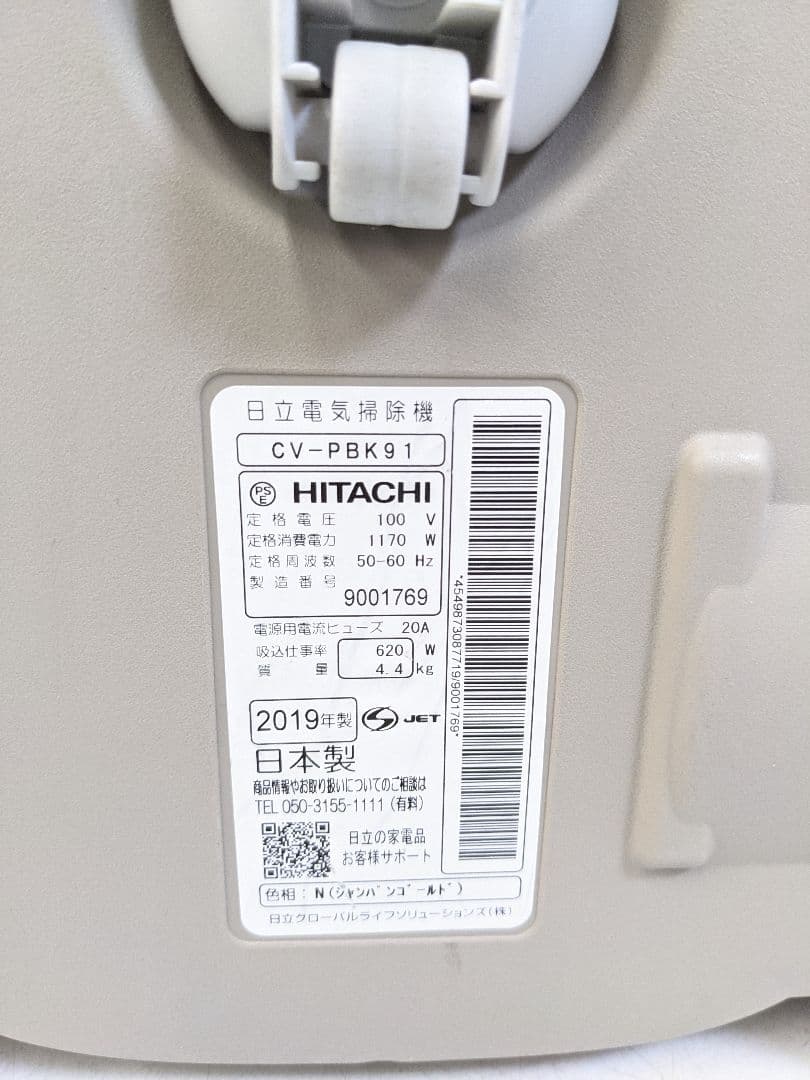 日立電気掃除機
CV-PBK91
PS E HITACHI
定格電圧 100 V
定格消費電力 1170 W
定格周波数 50-60 Hz
製造番号
9001769
電源用電流ヒューズ 20A
吸込仕事率 620 W
質量 4.4 kg
2019年製 JET
日本製
商品情報やお取り扱いについてのご相談は
TEL 050-3155-1111 (有料)
日立の家電品
お客様サポート
色相:N(シャンパンゴールド)
日立グローバルライフソリューションズ(株)
*4549873087719/9001769*